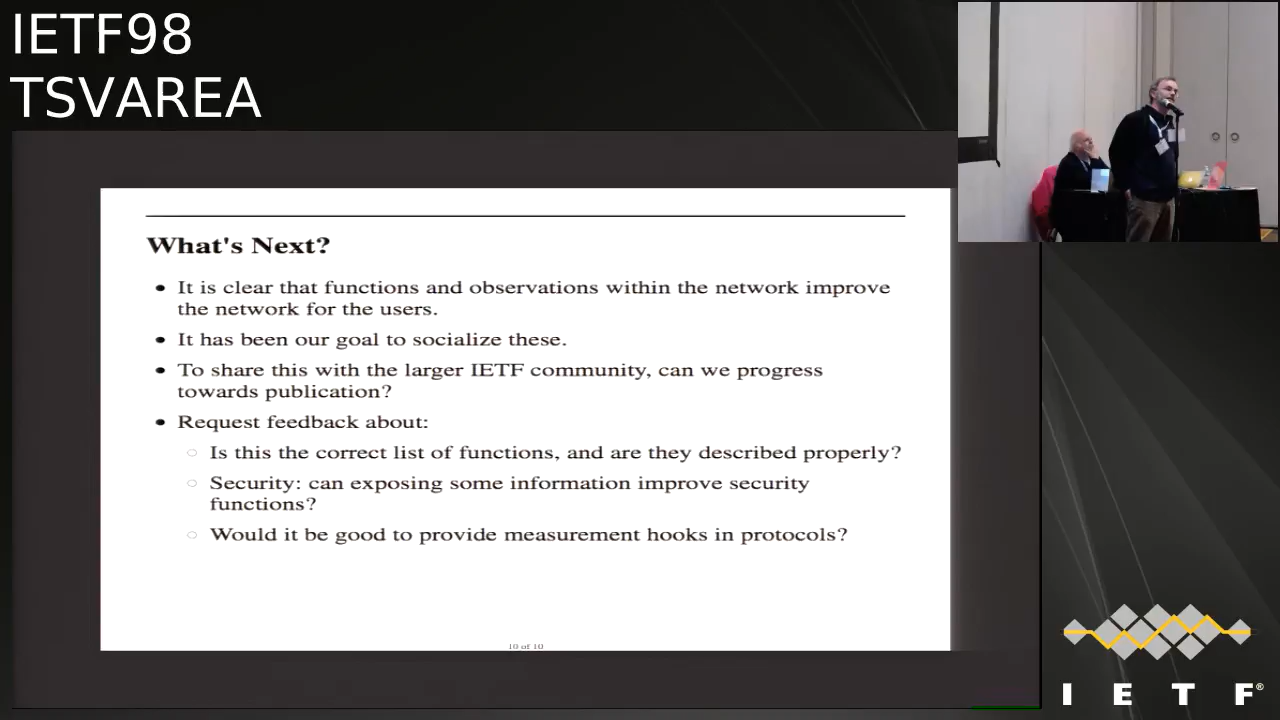 IETF98
TSVAREA
What's Next?
• It is clear that functions and observations within the network improve
the network for the users.
• It has been our goal to socialize these.
• To share this with the larger IETF community, can we progress
towards publication?
• Request feedback about:
○ Is this the correct list of functions, and are they described properly?
○ Security: can exposing some information improve security
functions?
○ Would it be good to provide measurement hooks in protocols?
10 of 10
I E T F®